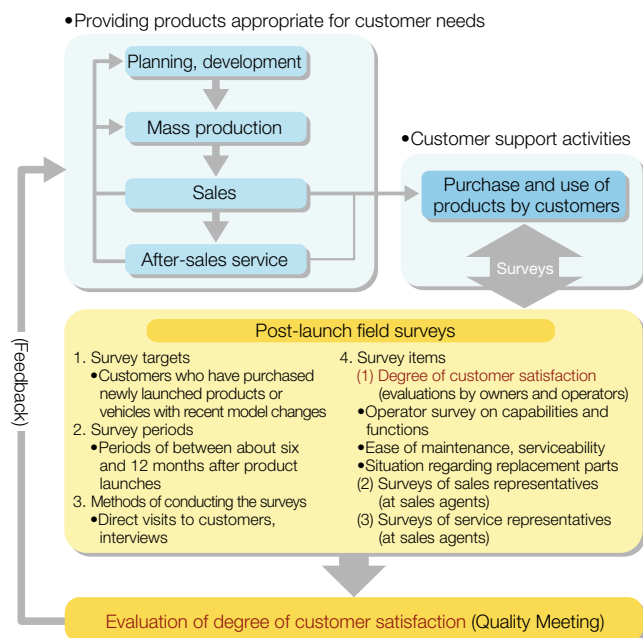 •Providing products appropriate for customer needs
Planning, development
Mass production
Sales
After-sales service
•Customer support activities
Purchase and use of
products by customers
Surveys
(Feedback)
Post-launch field surveys
1. Survey targets
•Customers who have purchased
newly launched products or
vehicles with recent model changes
2. Survey periods
•Periods of between about six
and 12 months after product
launches
3. Methods of conducting the surveys
•Direct visits to customers,
interviews
4. Survey items
(1) Degree of customer satisfaction
(evaluations by owners and operators)
•Operator survey on capabilities and
functions
•Ease of maintenance, serviceability
•Situation regarding replacement parts
(2) Surveys of sales representatives
(at sales agents)
(3) Surveys of service representatives
(at sales agents)
Evaluation of degree of customer satisfaction (Quality Meeting)